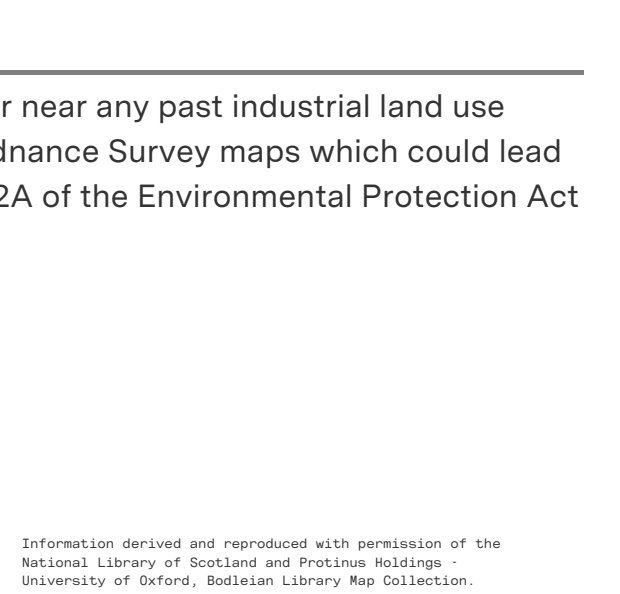 r near any past industrial land use
dnance Survey maps which could lead
2A of the Environmental Protection Act
Information derived and reproduced with permission of the
National Library of Scotland and Protinus Holdings -
University of Oxford, Bodleian Library Map Collection.